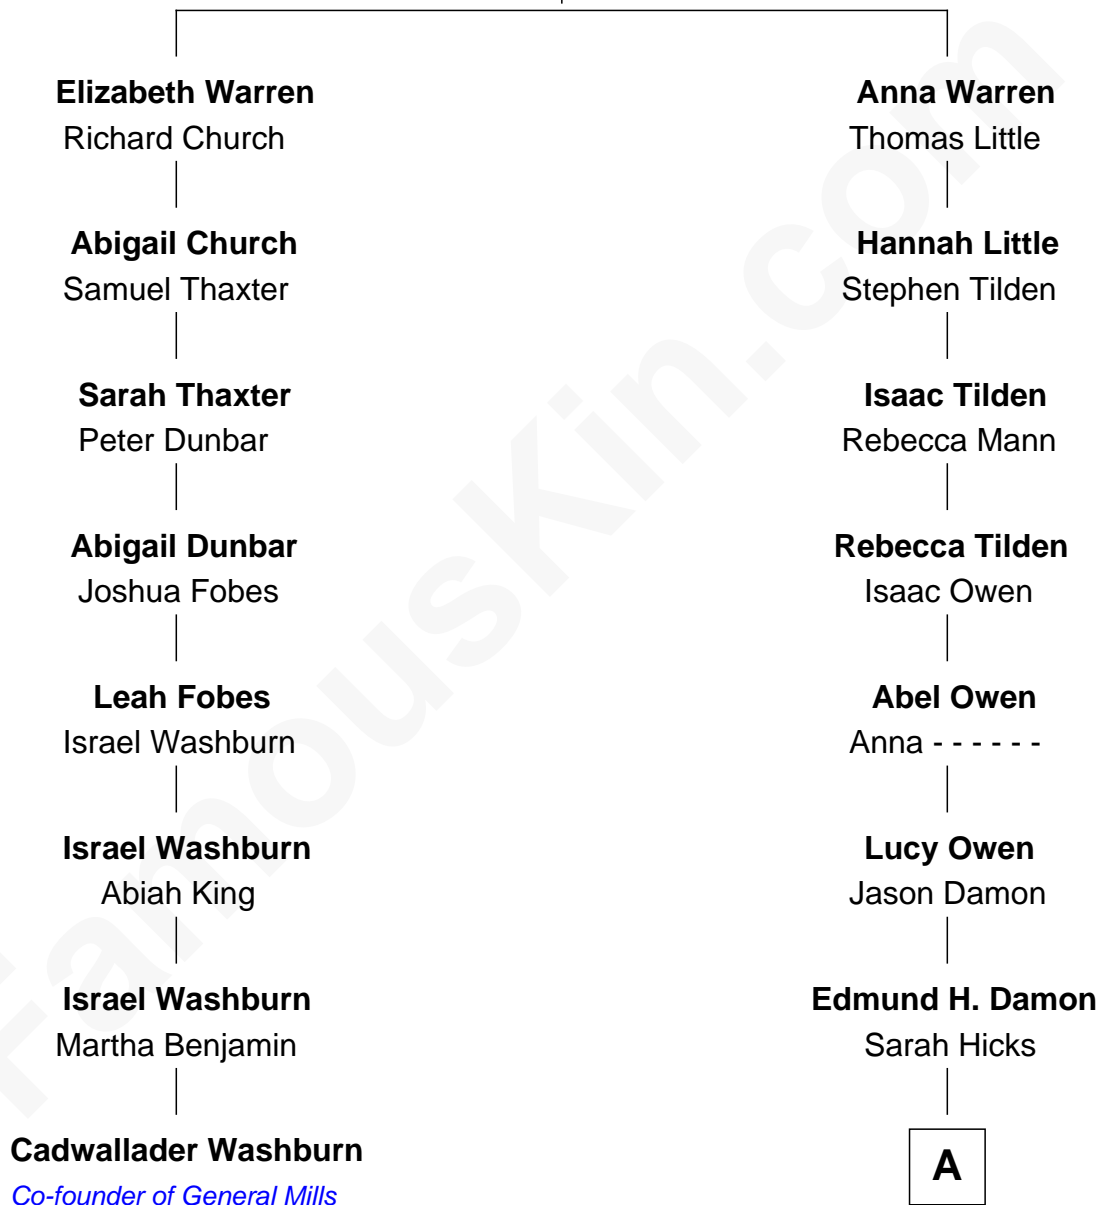 Elizabeth Warren
Richard Church
Anna Warren
Thomas Little
Abigail Church
Samuel Thaxter
Hannah Little
Stephen Tilden
Sarah Thaxter
Peter Dunbar
Isaac Tilden
Rebecca Mann
Abigail Dunbar
Joshua Fobes
Rebecca Tilden
Isaac Owen
Leah Fobes
Israel Washburn
Abel Owen
Anna - - - - - -
Israel Washburn
Abiah King
Lucy Owen
Jason Damon
Israel Washburn
Martha Benjamin
Edmund H. Damon
Sarah Hicks
Cadwallader Washburn
Co-founder of General Mills
A
FamousKin.com